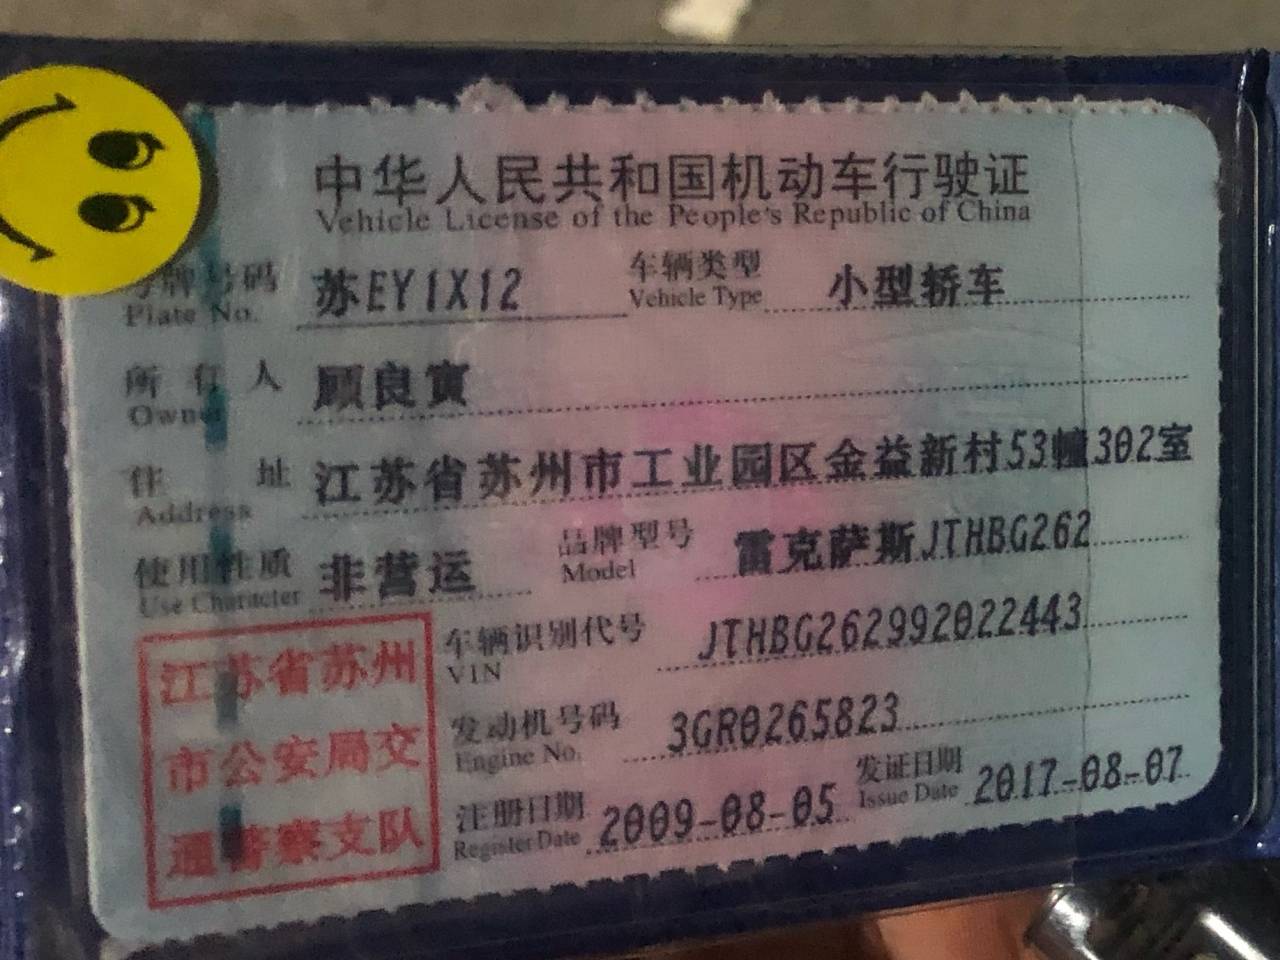 中华人民共和国机动车行驶证
Vehicle License of the People's Republic of China
号牌号码 苏EY1X12 车辆类型 小型轿车
Plate No. Vehicle Type
所有人 顾良寅
Owner
住址 江苏省苏州市工业园区金益新村53幢302室
Address
使用性质 非营运 品牌型号 雷克萨斯JTHBG262
Use Character Model
车辆识别代号 JTHBG262992022443
VIN
发动机号码 3GR0265823
Engine No.
注册日期 2009-08-05 发证日期 2017-08-07
Register Date Issue Date
江苏省苏州
市公安局交
通警察支队